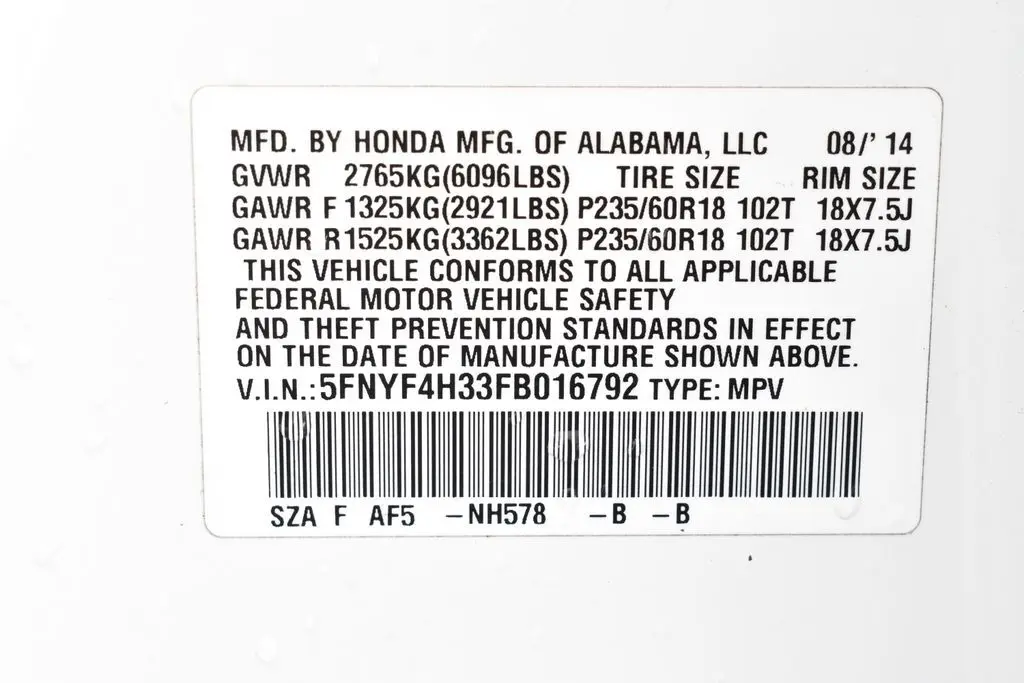 MFD. BY HONDA MFG. OF ALABAMA, LLC 08/' 14
GVWR 2765KG(6096LBS) TIRE SIZE RIM SIZE
GAWR F 1325KG(2921LBS) P235/60R18 102T 18X7.5J
GAWR R1525KG(3362LBS) P235/60R18 102T 18X7.5J
THIS VEHICLE CONFORMS TO ALL APPLICABLE
FEDERAL MOTOR VEHICLE SAFETY
AND THEFT PREVENTION STANDARDS IN EFFECT
ON THE DATE OF MANUFACTURE SHOWN ABOVE.
V.I.N.:5FNYF4H33FB016792 TYPE: MPV
SZA F AF5 –NH578 –B –B